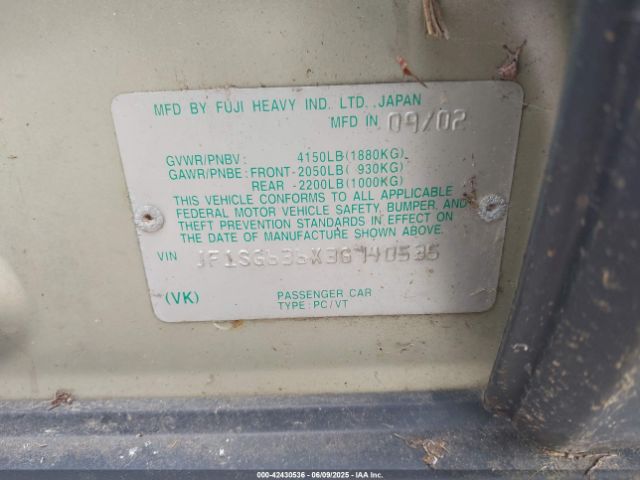 MFD BY FUJI HEAVY IND. LTD. ,JAPAN
MFD IN 09/02
GVWR/PNBV: 4150LB(1880KG)
GAWR/PNBE: FRONT-2050LB( 930KG)
REAR -2200LB(1000KG)
THIS VEHICLE CONFORMS TO ALL APPLICABLE
FEDERAL MOTOR VEHICLE SAFETY, BUMPER, AND
THEFT PREVENTION STANDARDS IN EFFECT ON
THE DATE OF MANUFACTURE SHOWN ABOVE.
VIN JF1SG636X3G740535
(VK) PASSENGER CAR
TYPE: PC/VT
00-42430536 - 06/09/2025 - ©IAA, Inc.